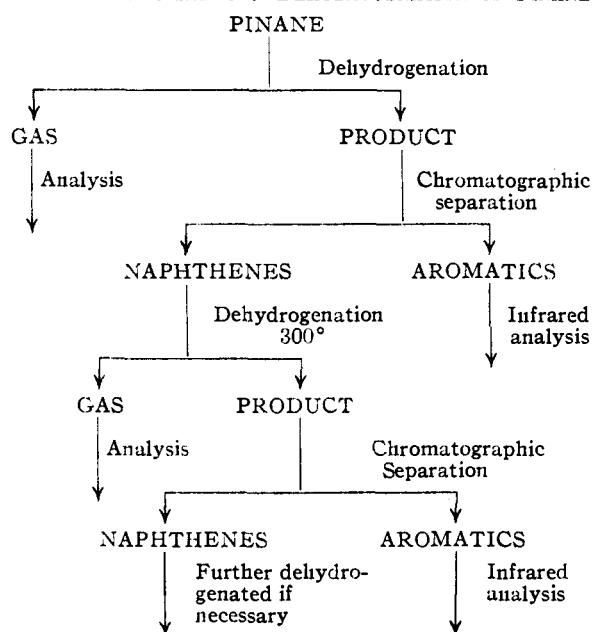 PINANE
Dehydrogenation
GAS
PRODUCT
Analysis
Chromatographic
separation
NAPHTHENES
AROMATICS
Dehydrogenation
300°
Infrared
analysis
GAS
PRODUCT
Analysis
Chromatographic
Separation
NAPHTHENES
AROMATICS
Further dehydro-
genated if
necessary
Infrared
analysis